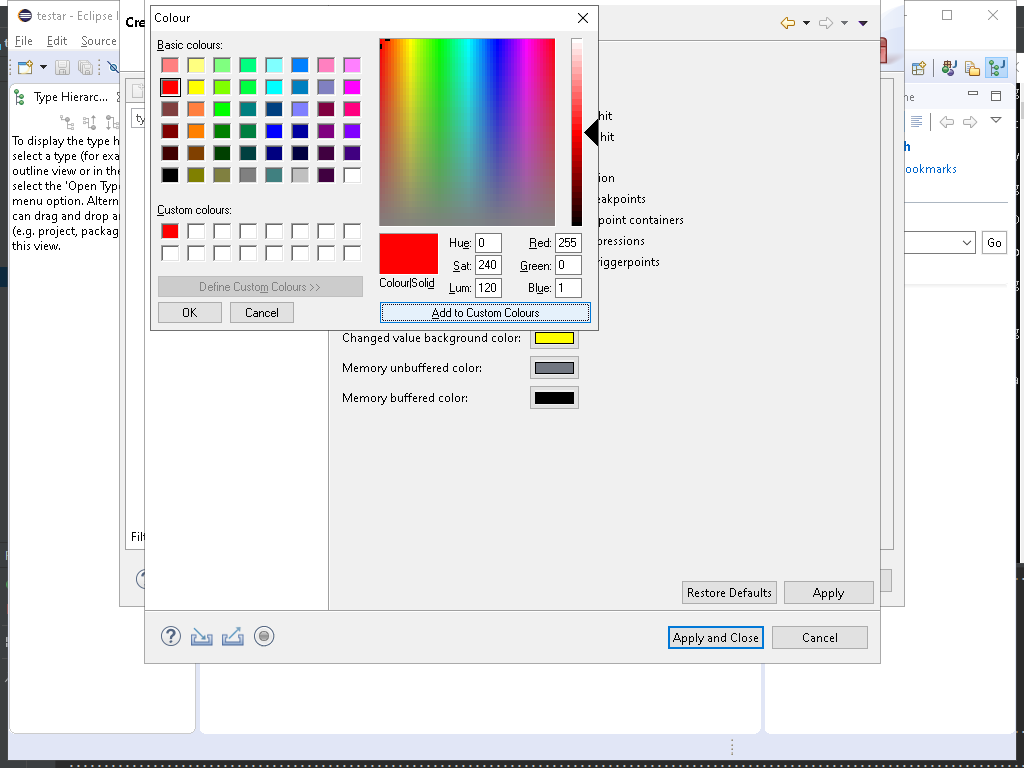 testar - Eclipse I
File Edit Source
Cre
Colour
Basic colours:
Custom colours:
Define Custom Colours >>
OK Cancel
Colour|Solid
Hue: 0 Red: 255
Sat: 240 Green: 0
Lum: 120 Blue: 1
Add to Custom Colours
Type Hierarc...
To display the type h
select a type (for exa
outline view or in the
select the 'Open Type
menu option. Altern
can drag and drop a
(e.g. project, packag
this view.
ty
Filt
hit
hit
ion
eakpoints
point containers
pressions
riggerpoints
Changed value background color:
Memory unbuffered color:
Memory buffered color:
Restore Defaults Apply
Apply and Close Cancel
ne
h
ookmarks
Go